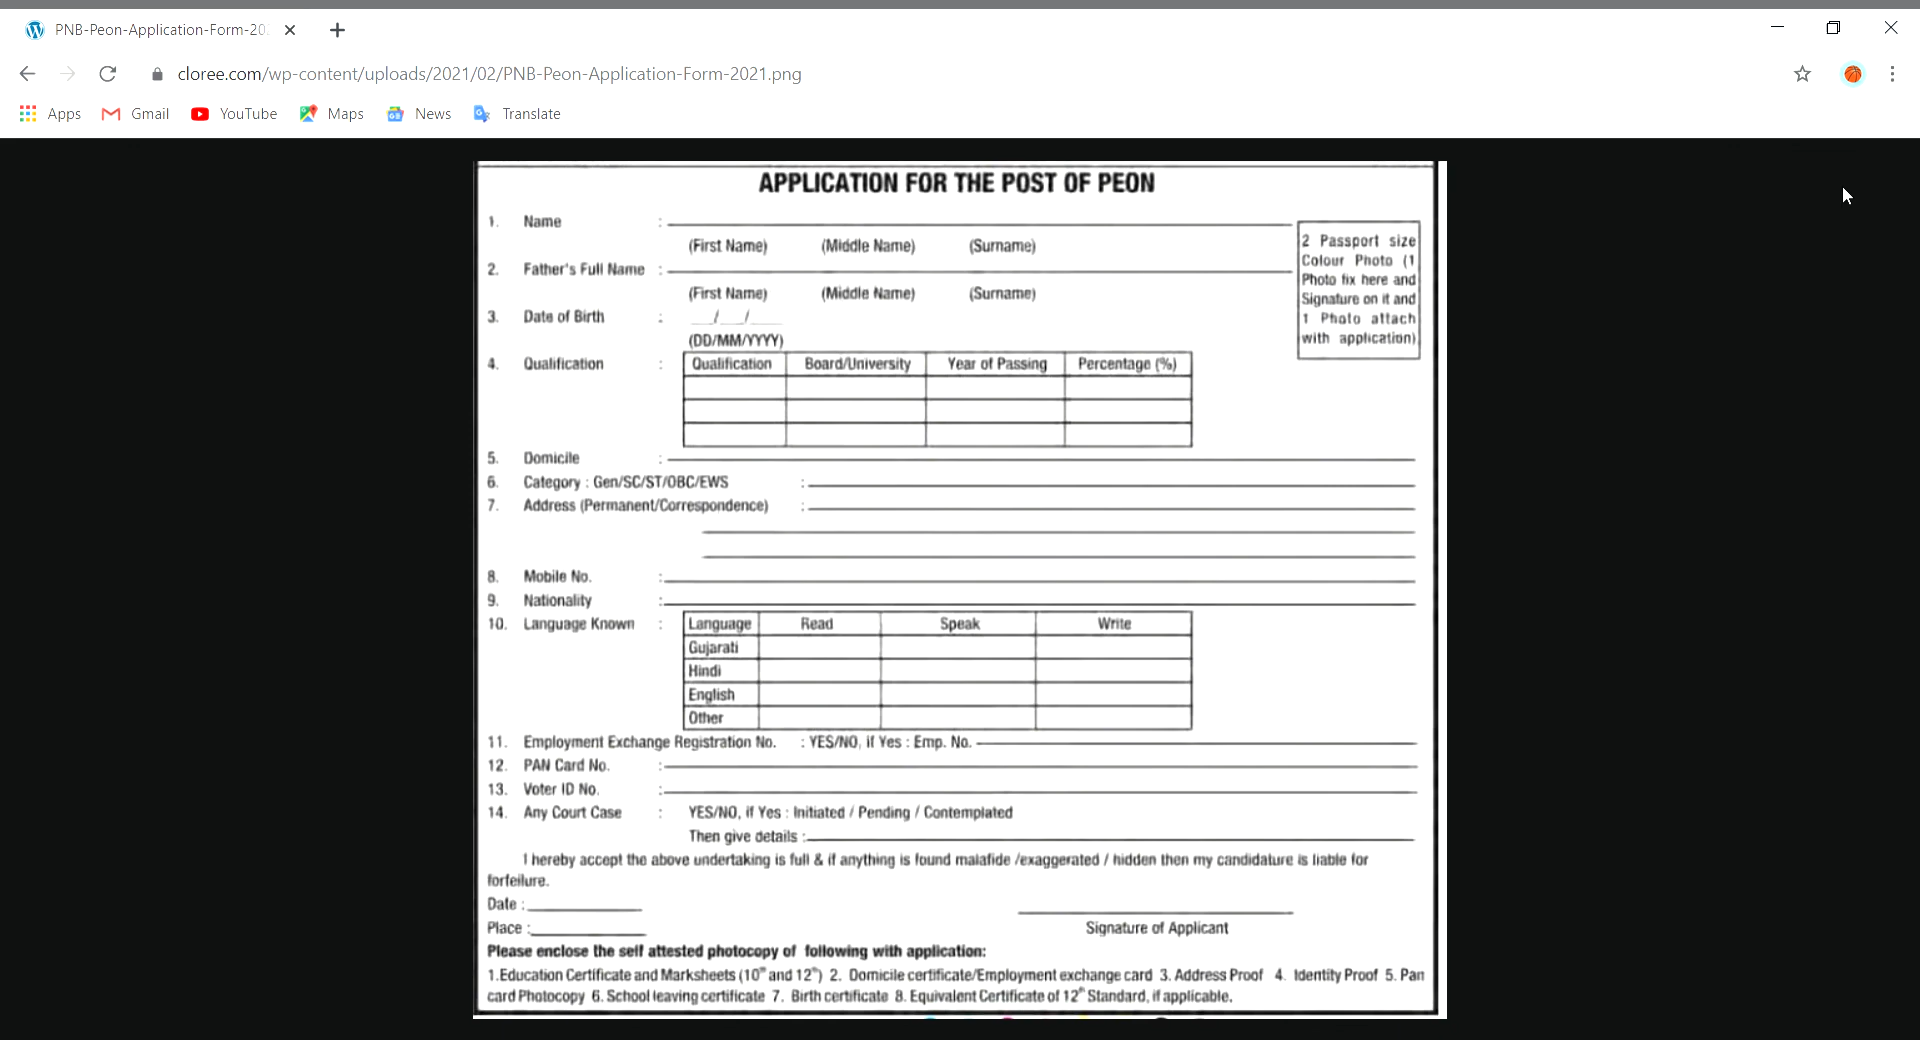 PNB-Peon-Application-Form-20
cloree.com/wp-content/uploads/2021/02/PNB-Peon-Application-Form-2021.png
Apps Gmail YouTube Maps News Translate
APPLICATION FOR THE POST OF PEON
1. Name :
(First Name) (Middle Name) (Surname)
2. Father's Full Name :
(First Name) (Middle Name) (Surname)
3. Date of Birth : __/__/__
(DD/MM/YYYY)
2 Passport size
Colour Photo (1
Photo fix here and
Signature on it and
1 Photo attach
with application)
4. Qualification :
Qualification Board/University Year of Passing Percentage (%)
5. Domicile :
6. Category : Gen/SC/ST/OBC/EWS :
7. Address (Permanent/Correspondence) :
8. Mobile No. :
9. Nationality :
10. Language Known :
Language Read Speak Write
Gujarati
Hindi
English
Other
11. Employment Exchange Registration No. : YES/NO, if Yes : Emp. No.
12. PAN Card No. :
13. Voter ID No. :
14. Any Court Case : YES/NO, if Yes : Initiated / Pending / Contemplated
Then give details :
I hereby accept the above undertaking is full & if anything is found malafide /exaggerated / hidden then my candidature is liable for
forfeilure.
Date :
Place :
Signature of Applicant
Please enclose the self attested photocopy of following with application:
1.Education Certificate and Marksheets (10th and 12th) 2. Domicile certificate/Employment exchange card 3. Address Proof 4. Identity Proof 5. Pan
card Photocopy 6. School leaving certificate 7. Birth certificate 8. Equivalent Certificate of 12th Standard, if applicable.